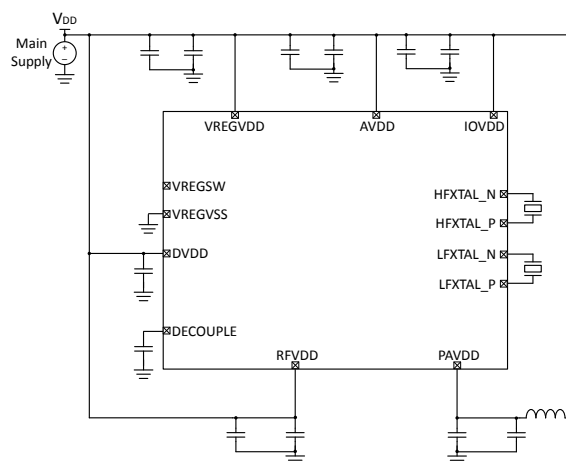 VDD
Main
Supply
VREGVDD
AVDD
IOVDD
VREGSW
HFXTAL_N
VREGVSS
HFXTAL_P
DVDD
LFXTAL_N
LFXTAL_P
DECOUPLE
RFVDD
PAVDD